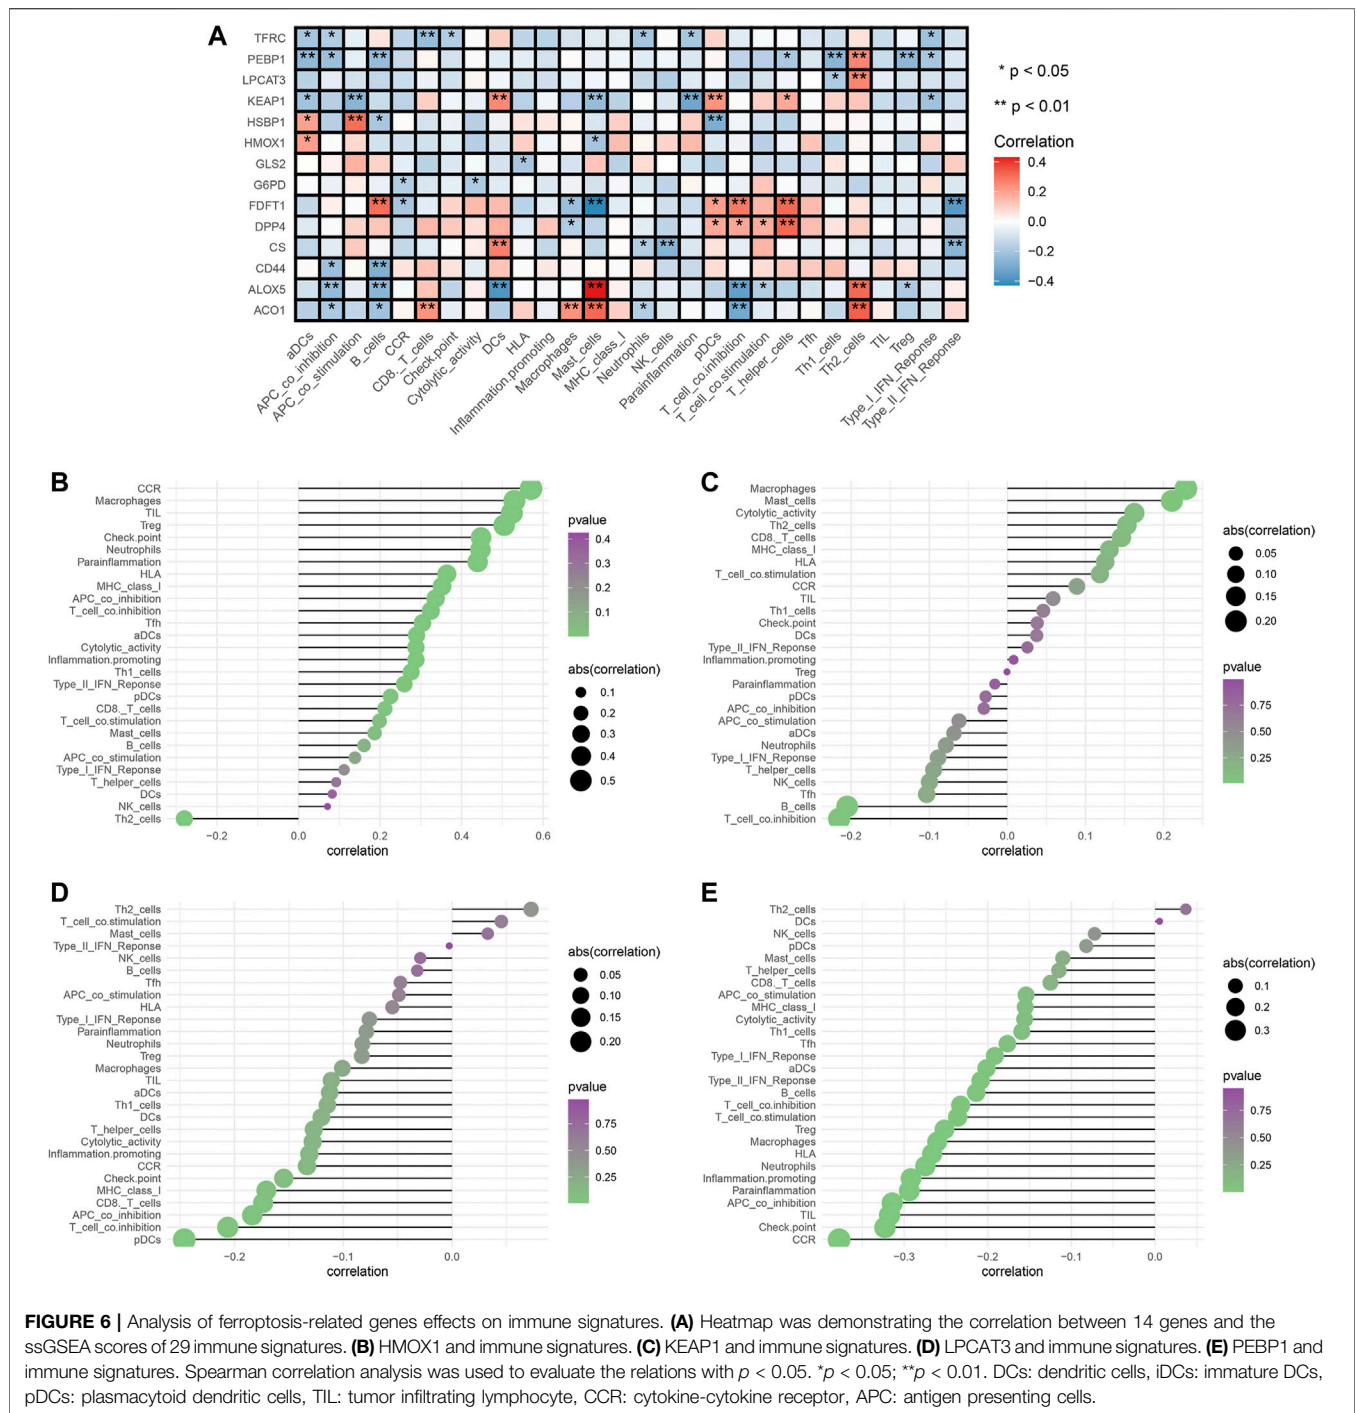 A
TFRC
PEBP1
LPCAT3
KEAP1
HSBP1
HMOX1
GLS2
G6PD
FDFT1
DPP4
CS
CD44
ALOX5
ACO1
* p < 0.05
** p < 0.01
Correlation
0.4
0.2
0.0
−0.2
−0.4
aDCs
APC_co_inhibition
APC_co_stimulation
B_cells
CCR
CD8._T_cells
Check.point
Cytolytic_activity
DCs
HLA
Inflammation.promoting
Macrophages
Mast_cells
MHC_class_I
Neutrophils
NK_cells
Parainflammation
pDCs
T_cell_co.inhibition
T_cell_co.stimulation
T_helper_cells
Tfh
Th1_cells
Th2_cells
TIL
Treg
Type_I_IFN_Reponse
Type_II_IFN_Reponse
B
CCR
Macrophages
TIL
Treg
Check.point
Neutrophils
Parainflammation
HLA
MHC_class_I
APC_co_inhibition
T_cell_co.inhibition
Tfh
aDCs
Cytolytic_activity
Inflammation.promoting
Th1_cells
Type_II_IFN_Reponse
pDCs
CD8._T_cells
T_cell_co.stimulation
Mast_cells
B_cells
APC_co_stimulation
Type_I_IFN_Reponse
T_helper_cells
DCs
NK_cells
Th2_cells
−0.2 0.0 0.2 0.4 0.6
correlation
pvalue
0.4
0.3
0.2
0.1
abs(correlation)
0.1
0.2
0.3
0.4
0.5
C
Macrophages
Mast_cells
Cytolytic_activity
Th2_cells
CD8._T_cells
MHC_class_I
HLA
T_cell_co.stimulation
CCR
TIL
Th1_cells
Check.point
DCs
Type_II_IFN_Reponse
Inflammation.promoting
Treg
Parainflammation
pDCs
APC_co_inhibition
APC_co_stimulation
aDCs
Neutrophils
Type_I_IFN_Reponse
T_helper_cells
NK_cells
Tfh
B_cells
T_cell_co.inhibition
−0.2 −0.1 0.0 0.1 0.2
correlation
abs(correlation)
0.05
0.10
0.15
0.20
pvalue
0.75
0.50
0.25
D
Th2_cells
T_cell_co.stimulation
Mast_cells
Type_II_IFN_Reponse
NK_cells
B_cells
Tfh
APC_co_stimulation
HLA
Type_I_IFN_Reponse
Parainflammation
Neutrophils
Treg
Macrophages
TIL
aDCs
Th1_cells
DCs
T_helper_cells
Cytolytic_activity
Inflammation.promoting
CCR
Check.point
MHC_class_I
CD8._T_cells
APC_co_inhibition
T_cell_co.inhibition
pDCs
−0.2 −0.1 0.0
correlation
abs(correlation)
0.05
0.10
0.15
0.20
pvalue
0.75
0.50
0.25
E
Th2_cells
DCs
NK_cells
pDCs
Mast_cells
T_helper_cells
CD8._T_cells
APC_co_stimulation
MHC_class_I
Cytolytic_activity
Th1_cells
Tfh
Type_I_IFN_Reponse
aDCs
Type_II_IFN_Reponse
B_cells
T_cell_co.inhibition
T_cell_co.stimulation
Treg
Macrophages
HLA
Neutrophils
Inflammation.promoting
Parainflammation
APC_co_inhibition
TIL
Check.point
CCR
−0.3 −0.2 −0.1 0.0
correlation
abs(correlation)
0.1
0.2
0.3
pvalue
0.75
0.50
0.25
FIGURE 6 | Analysis of ferroptosis-related genes effects on immune signatures. (A) Heatmap was demonstrating the correlation between 14 genes and the
ssGSEA scores of 29 immune signatures. (B) HMOX1 and immune signatures. (C) KEAP1 and immune signatures. (D) LPCAT3 and immune signatures. (E) PEBP1 and
immune signatures. Spearman correlation analysis was used to evaluate the relations with p < 0.05. *p < 0.05; **p < 0.01. DCs: dendritic cells, iDCs: immature DCs,
pDCs: plasmacytoid dendritic cells, TIL: tumor infiltrating lymphocyte, CCR: cytokine-cytokine receptor, APC: antigen presenting cells.